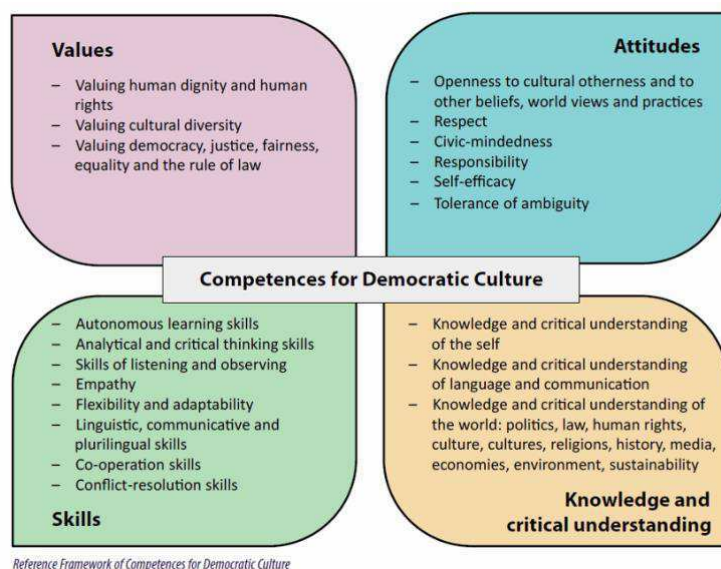 Values
– Valuing human dignity and human
rights
– Valuing cultural diversity
– Valuing democracy, justice, fairness,
equality and the rule of law
Attitudes
– Openness to cultural otherness and to
other beliefs, world views and practices
– Respect
– Civic-mindedness
– Responsibility
– Self-efficacy
– Tolerance of ambiguity
Competences for Democratic Culture
– Autonomous learning skills
– Analytical and critical thinking skills
– Skills of listening and observing
– Empathy
– Flexibility and adaptability
– Linguistic, communicative and
plurilingual skills
– Co-operation skills
– Conflict-resolution skills
Skills
– Knowledge and critical understanding
of the self
– Knowledge and critical understanding
of language and communication
– Knowledge and critical understanding of
the world: politics, law, human rights,
culture, cultures, religions, history, media,
economies, environment, sustainability
Knowledge and
critical understanding
Reference Framework of Competences for Democratic Culture